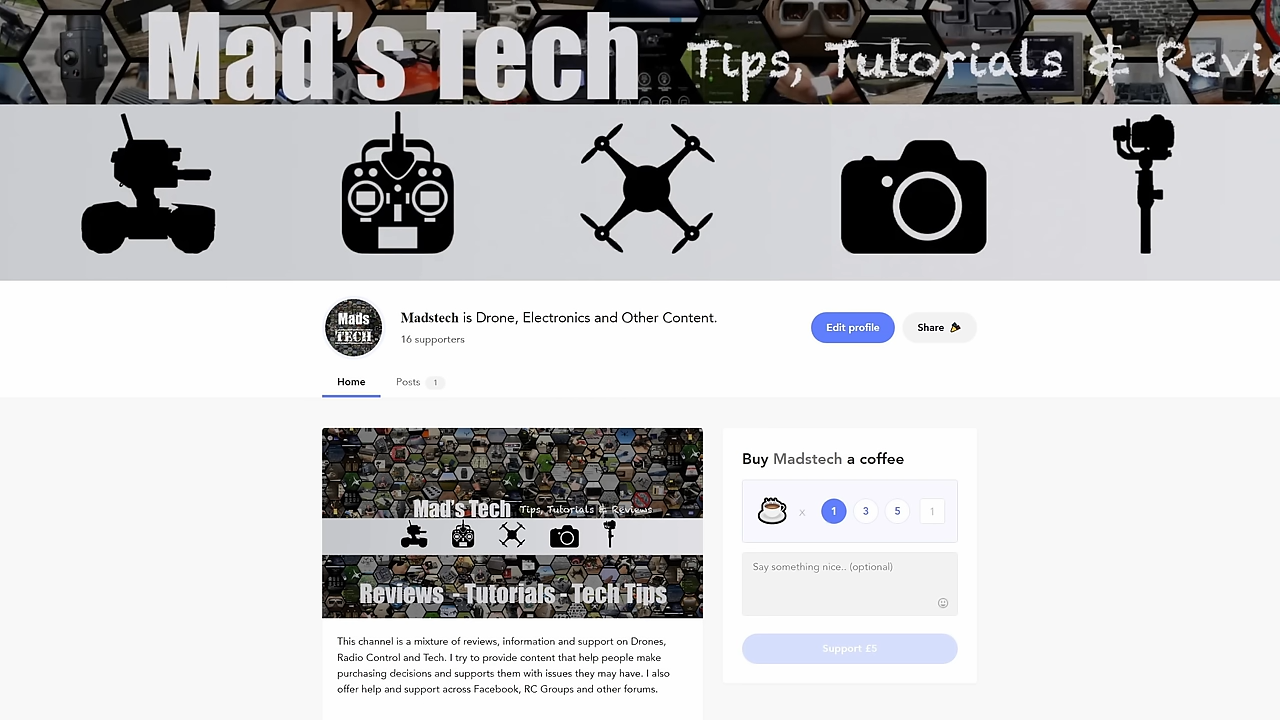 Mad's Tech Tips, Tutorials & Revie
Mads
TECH
Madstech is Drone, Electronics and Other Content.
16 supporters
Edit profile
Share
Home
Posts 1
Mad's Tech Tips, Tutorials & Reviews
Reviews - Tutorials - Tech Tips
This channel is a mixture of reviews, information and support on Drones,
Radio Control and Tech. I try to provide content that help people make
purchasing decisions and supports them with issues they may have. I also
offer help and support across Facebook, RC Groups and other forums.
Buy Madstech a coffee
x 1 3 5 1
Say something nice.. (optional)
Support £5